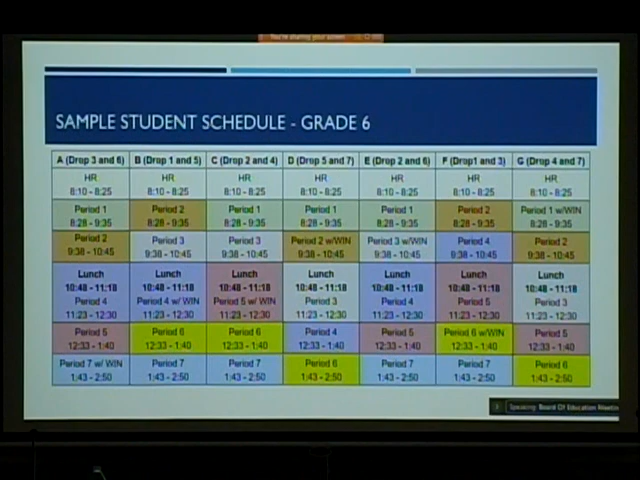 You're sharing your screen
SAMPLE STUDENT SCHEDULE - GRADE 6
A (Drop 3 and 6) B (Drop 1 and 5) C (Drop 2 and 4) D (Drop 5 and 7) E (Drop 2 and 6) F (Drop1 and 3) G (Drop 4 and 7)
HR HR HR HR HR HR HR
8:10 - 8:25 8:10 - 8:25 8:10 - 8:25 8:10 - 8:25 8:10 - 8:25 8:10 - 8:25 8:10 - 8:25
Period 1 Period 2 Period 1 Period 1 Period 1 Period 2 Period 1 w/WIN
8:28 - 9:35 8:28 - 9:35 8:28 - 9:35 8:28 - 9:35 8:28 - 9:35 8:28 - 9:35 8:28 - 9:35
Period 2 Period 3 Period 3 Period 2 w/WIN Period 3 w/WIN Period 4 Period 2
9:38 - 10:45 9:38 - 10:45 9:38 - 10:45 9:38 - 10:45 9:38 - 10:45 9:38 - 10:45 9:38 - 10:45
Lunch Lunch Lunch Lunch Lunch Lunch Lunch
10:48 - 11:18 10:48 - 11:18 10:48 - 11:18 10:48 - 11:18 10:48 - 11:18 10:48 - 11:18 10:48 - 11:18
Period 4 Period 4 w/ WIN Period 5 w/ WIN Period 3 Period 4 Period 5 Period 3
11:23 - 12:30 11:23 - 12:30 11:23 - 12:30 11:23 - 12:30 11:23 - 12:30 11:23 - 12:30 11:23 - 12:30
Period 5 Period 6 Period 6 Period 4 Period 5 Period 6 w/WIN Period 5
12:33 - 1:40 12:33 - 1:40 12:33 - 1:40 12:33 - 1:40 12:33 - 1:40 12:33 - 1:40 12:33 - 1:40
Period 7 w/ WIN Period 7 Period 7 Period 6 Period 7 Period 7 Period 6
1:43 - 2:50 1:43 - 2:50 1:43 - 2:50 1:43 - 2:50 1:43 - 2:50 1:43 - 2:50 1:43 - 2:50
Speaking: Board Of Education